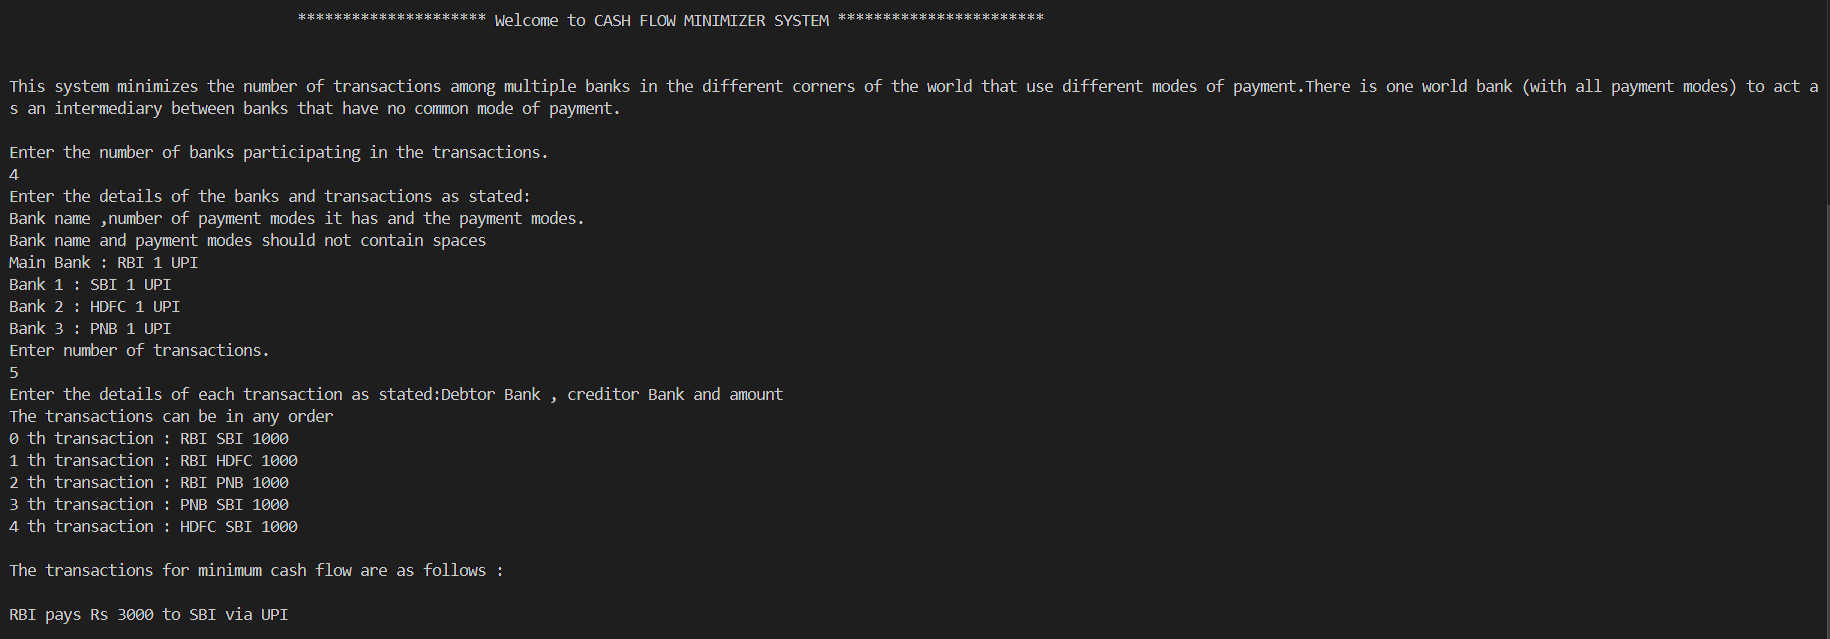 ********************* Welcome to CASH FLOW MINIMIZER SYSTEM ***********************
This system minimizes the number of transactions among multiple banks in the different corners of the world that use different modes of payment.There is one world bank (with all payment modes) to act a
s an intermediary between banks that have no common mode of payment.
Enter the number of banks participating in the transactions.
4
Enter the details of the banks and transactions as stated:
Bank name ,number of payment modes it has and the payment modes.
Bank name and payment modes should not contain spaces
Main Bank : RBI 1 UPI
Bank 1 : SBI 1 UPI
Bank 2 : HDFC 1 UPI
Bank 3 : PNB 1 UPI
Enter number of transactions.
5
Enter the details of each transaction as stated:Debtor Bank , creditor Bank and amount
The transactions can be in any order
0 th transaction : RBI SBI 1000
1 th transaction : RBI HDFC 1000
2 th transaction : RBI PNB 1000
3 th transaction : PNB SBI 1000
4 th transaction : HDFC SBI 1000
The transactions for minimum cash flow are as follows :
RBI pays Rs 3000 to SBI via UPI